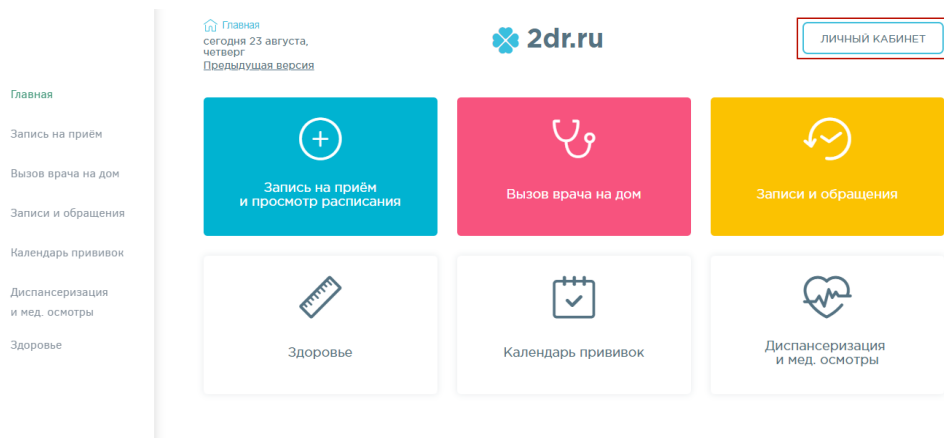 Главная
сегодня 23 августа,
четверг
Предыдущая версия
2dr.ru
ЛИЧНЫЙ КАБИНЕТ
Главная
Запись на приём
Вызов врача на дом
Записи и обращения
Календарь прививок
Диспансеризация
и мед. осмотры
Здоровье
Запись на приём
и просмотр расписания
Вызов врача на дом
Записи и обращения
Здоровье
Календарь прививок
Диспансеризация
и мед. осмотры